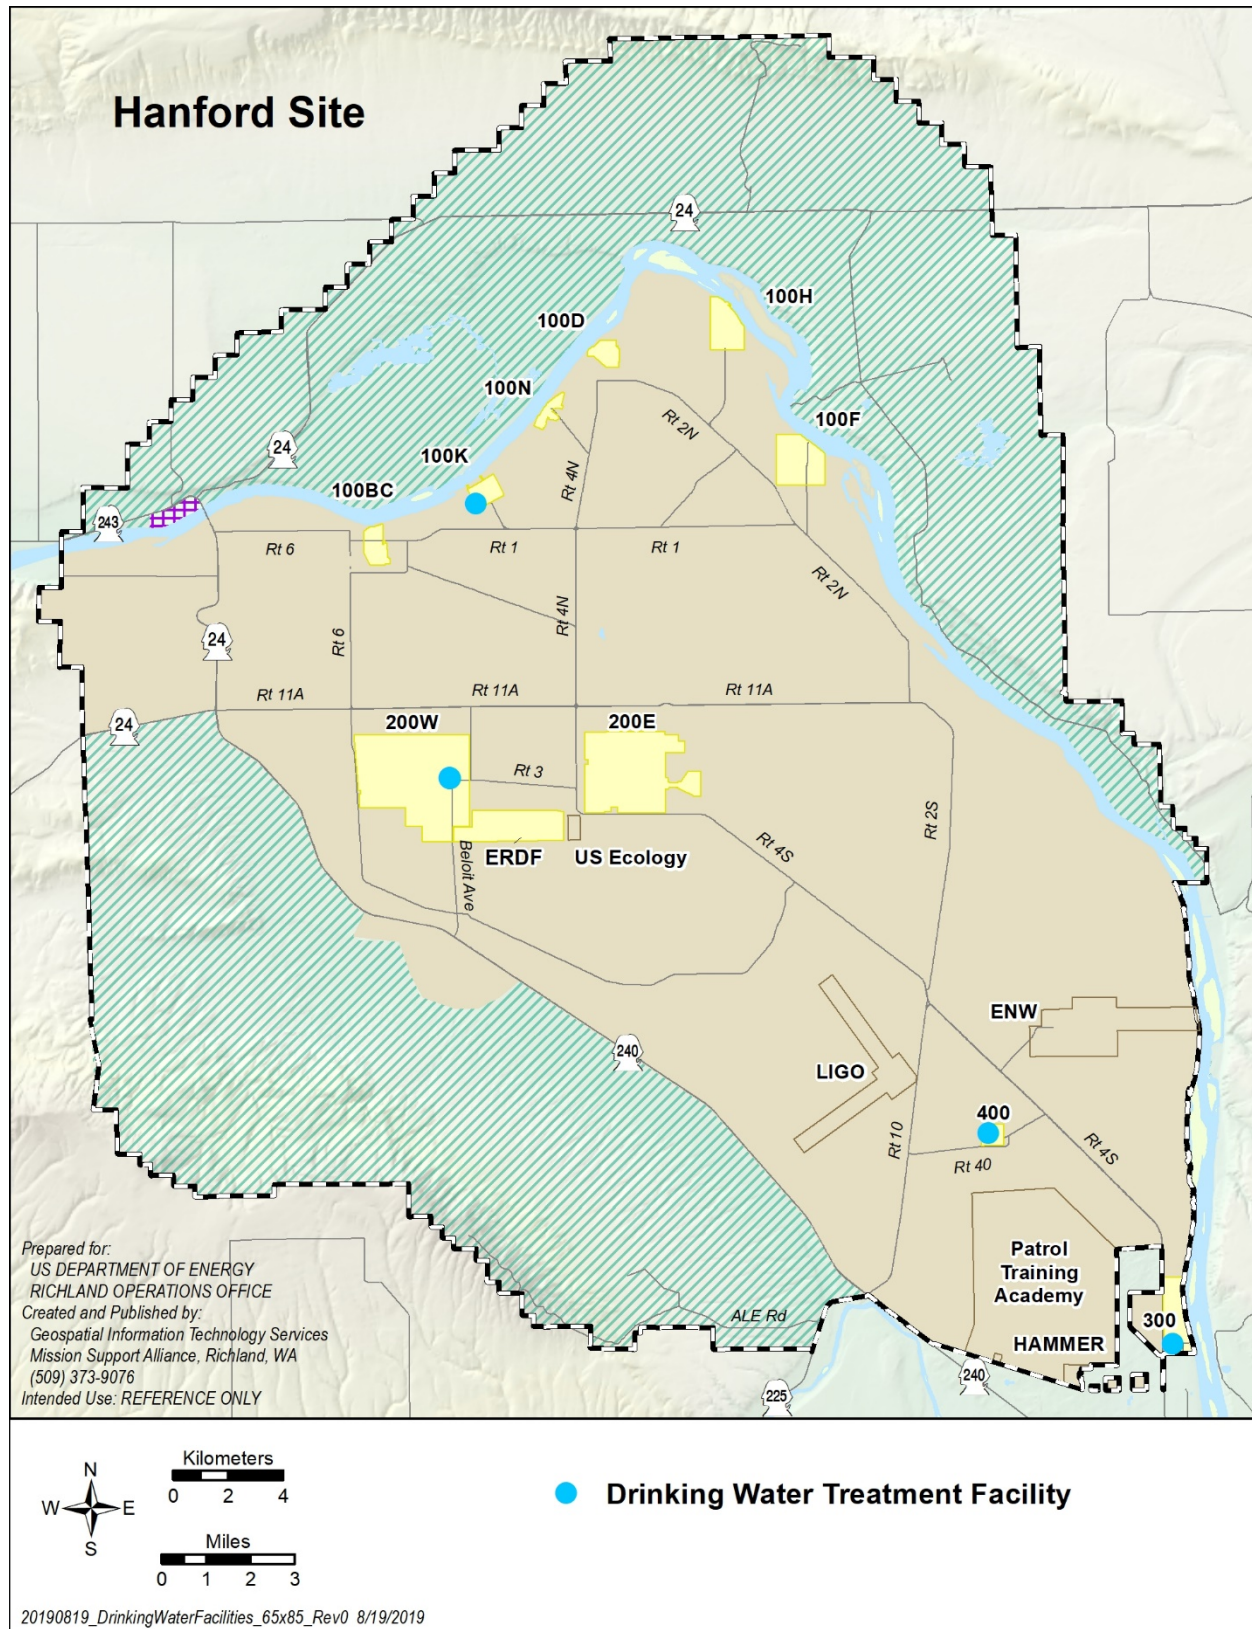 Hanford Site
24
100H
100D
100N
100F
Rt 2N
24
100K
Rt 4N
100BC
243
Rt 6
Rt 1
Rt 1
Rt 2N
Rt 4N
24
Rt 6
Rt 11A
Rt 11A
Rt 11A
24
200W
200E
Rt 3
Rt 2S
Rt 4S
ERDF
US Ecology
Beloit Ave
ENW
240
LIGO
400
Rt 10
Rt 4S
Rt 40
Prepared for:
US DEPARTMENT OF ENERGY
RICHLAND OPERATIONS OFFICE
Created and Published by:
Geospatial Information Technology Services
Mission Support Alliance, Richland, WA
(509) 373-9076
Intended Use: REFERENCE ONLY
Patrol
Training
Academy
ALE Rd
300
HAMMER
240
225
N
W E
S
Kilometers
0 2 4
Miles
0 1 2 3
Drinking Water Treatment Facility
20190819_DrinkingWaterFacilities_65x85_Rev0 8/19/2019